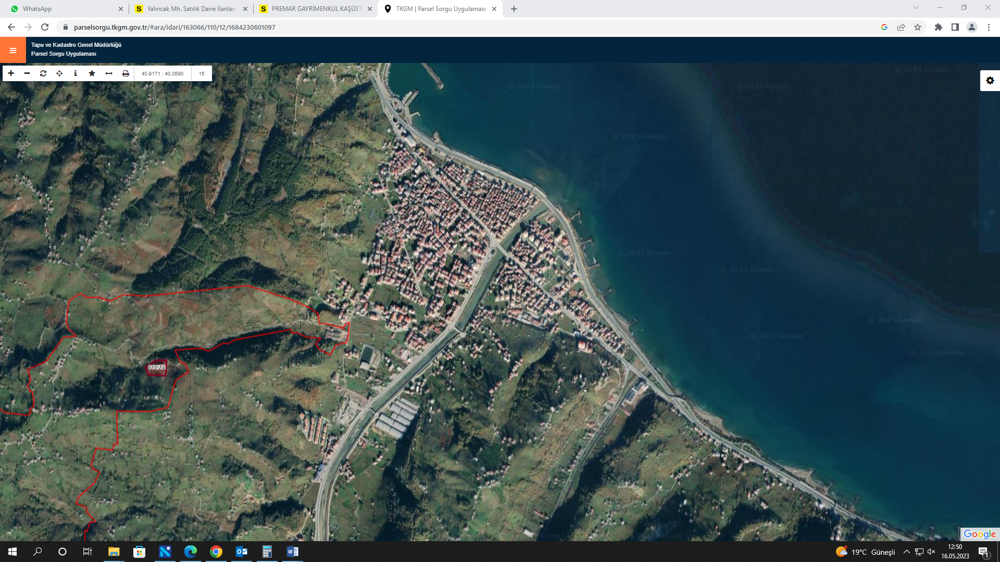 WhatsApp
Yalıncak Mh. Satılık Daire İlanları
PREMAR GAYRİMENKUL KAŞÜST
TKGM | Parsel Sorgu Uygulaması
parselsorgu.tkgm.gov.tr/#ara/idari/163066/110/12/1684230601097
Tapu ve Kadastro Genel Müdürlüğü
Parsel Sorgu Uygulaması
40.9171 : 40.0590
15
© 2023 Google
© 2023 Google
© 2023 Google
© 2023 Google
© 2023 Google
© 2023 Google
© 2023 Google
© 2023 Google
© 2023 Google
110/12
Google
19°C Güneşli
12:50
16.05.2023
1